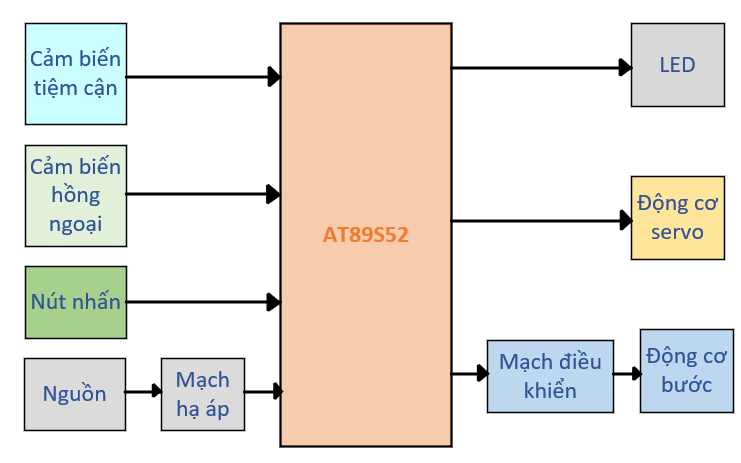 Cảm biến
tiệm cận
LED
Cảm biến
hồng
ngoại
Động cơ
servo
AT89S52
Nút nhấn
Nguồn
Mạch
hạ áp
Mạch điều
khiển
Động cơ
bước